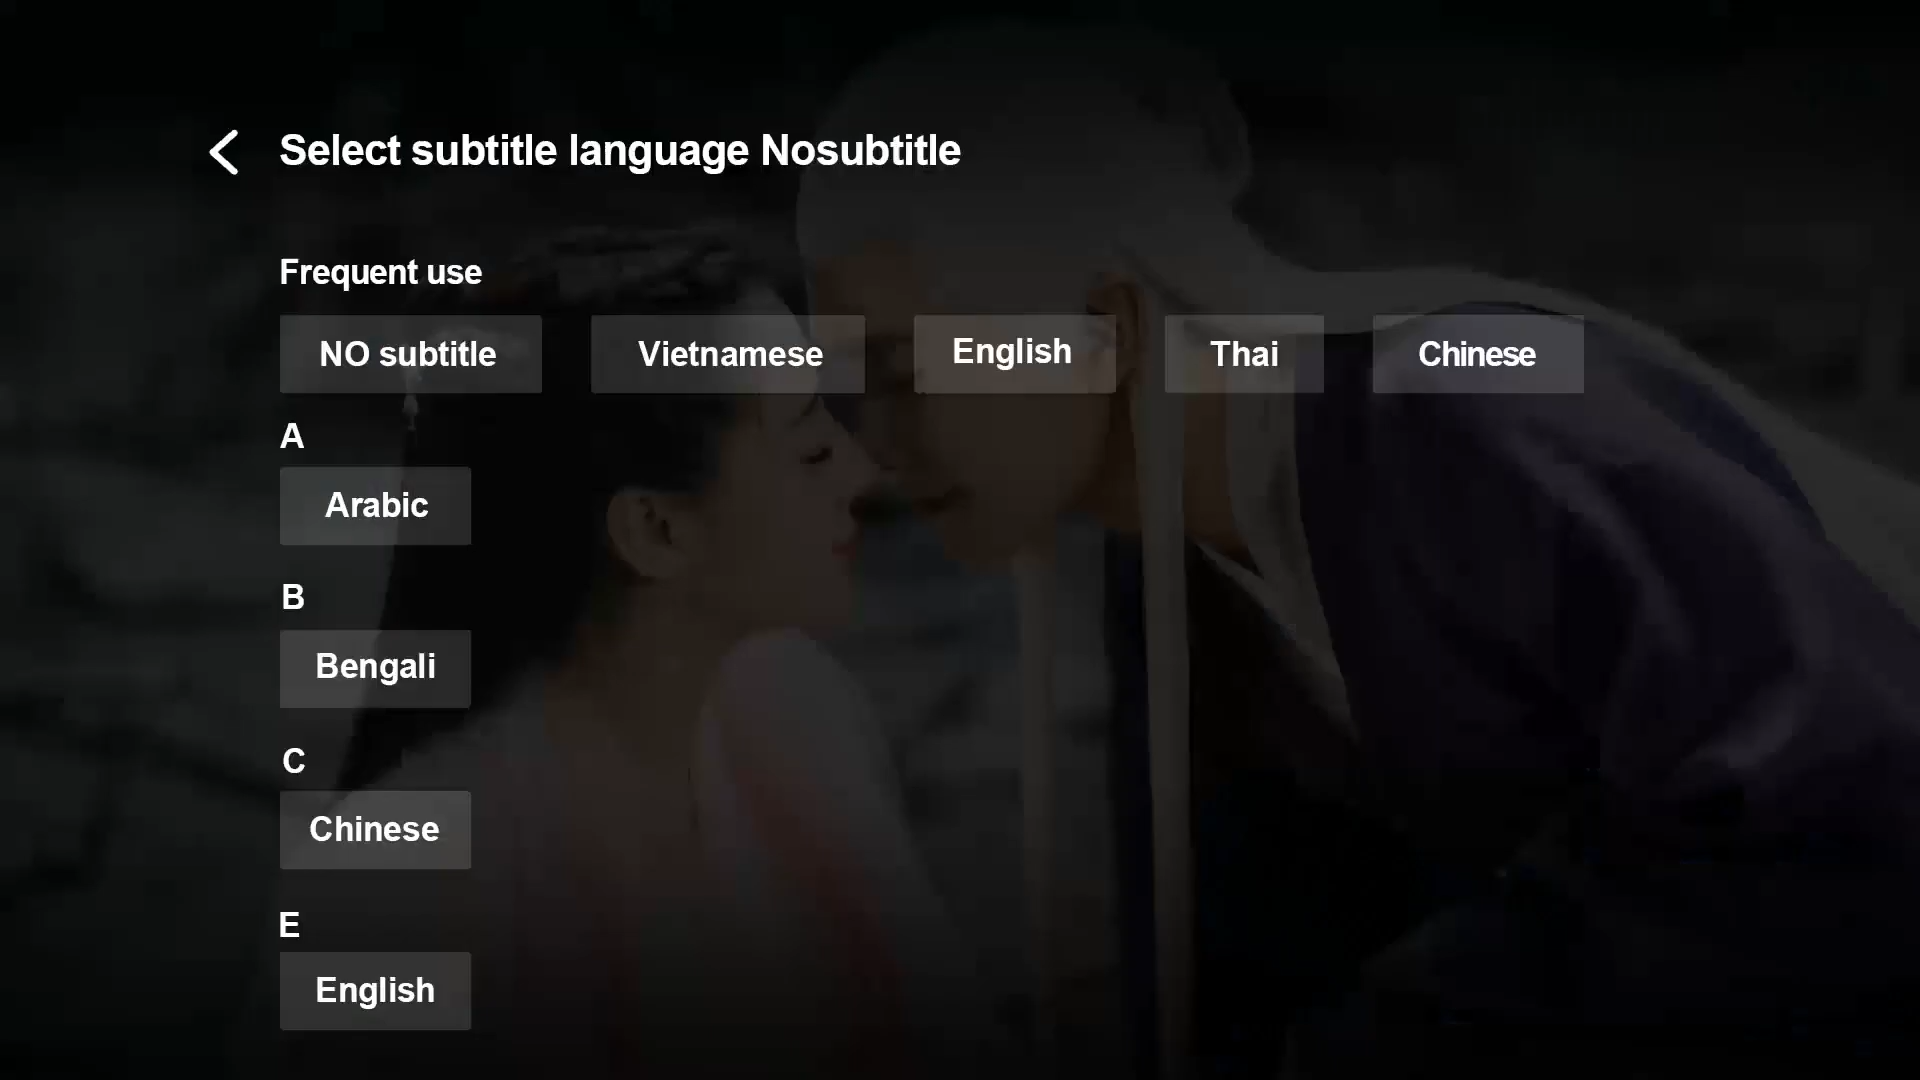 Select subtitle language Nosubtitle
Frequent use
NO subtitle Vietnamese English Thai Chinese
A
Arabic
B
Bengali
C
Chinese
E
English